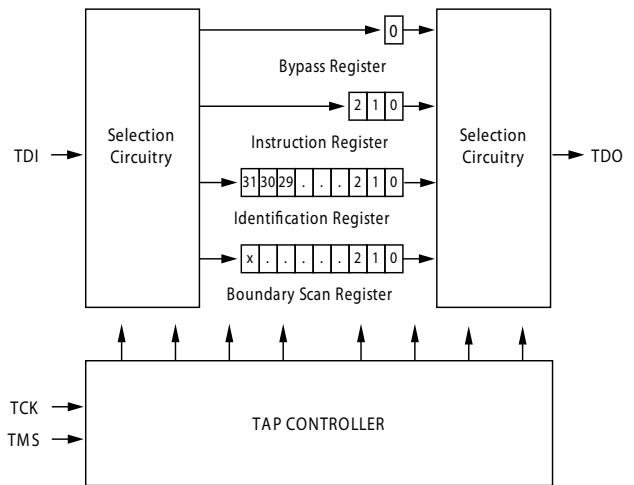 0
Bypass Register
2 1 0
Selection
Circuitry
Selection
Circuitry
TDI
TDO
Instruction Register
31 30 29 . . . 2 1 0
Identification Register
x . . . . . 2 1 0
Boundary Scan Register
TCK
TMS
TAP CONTROLLER